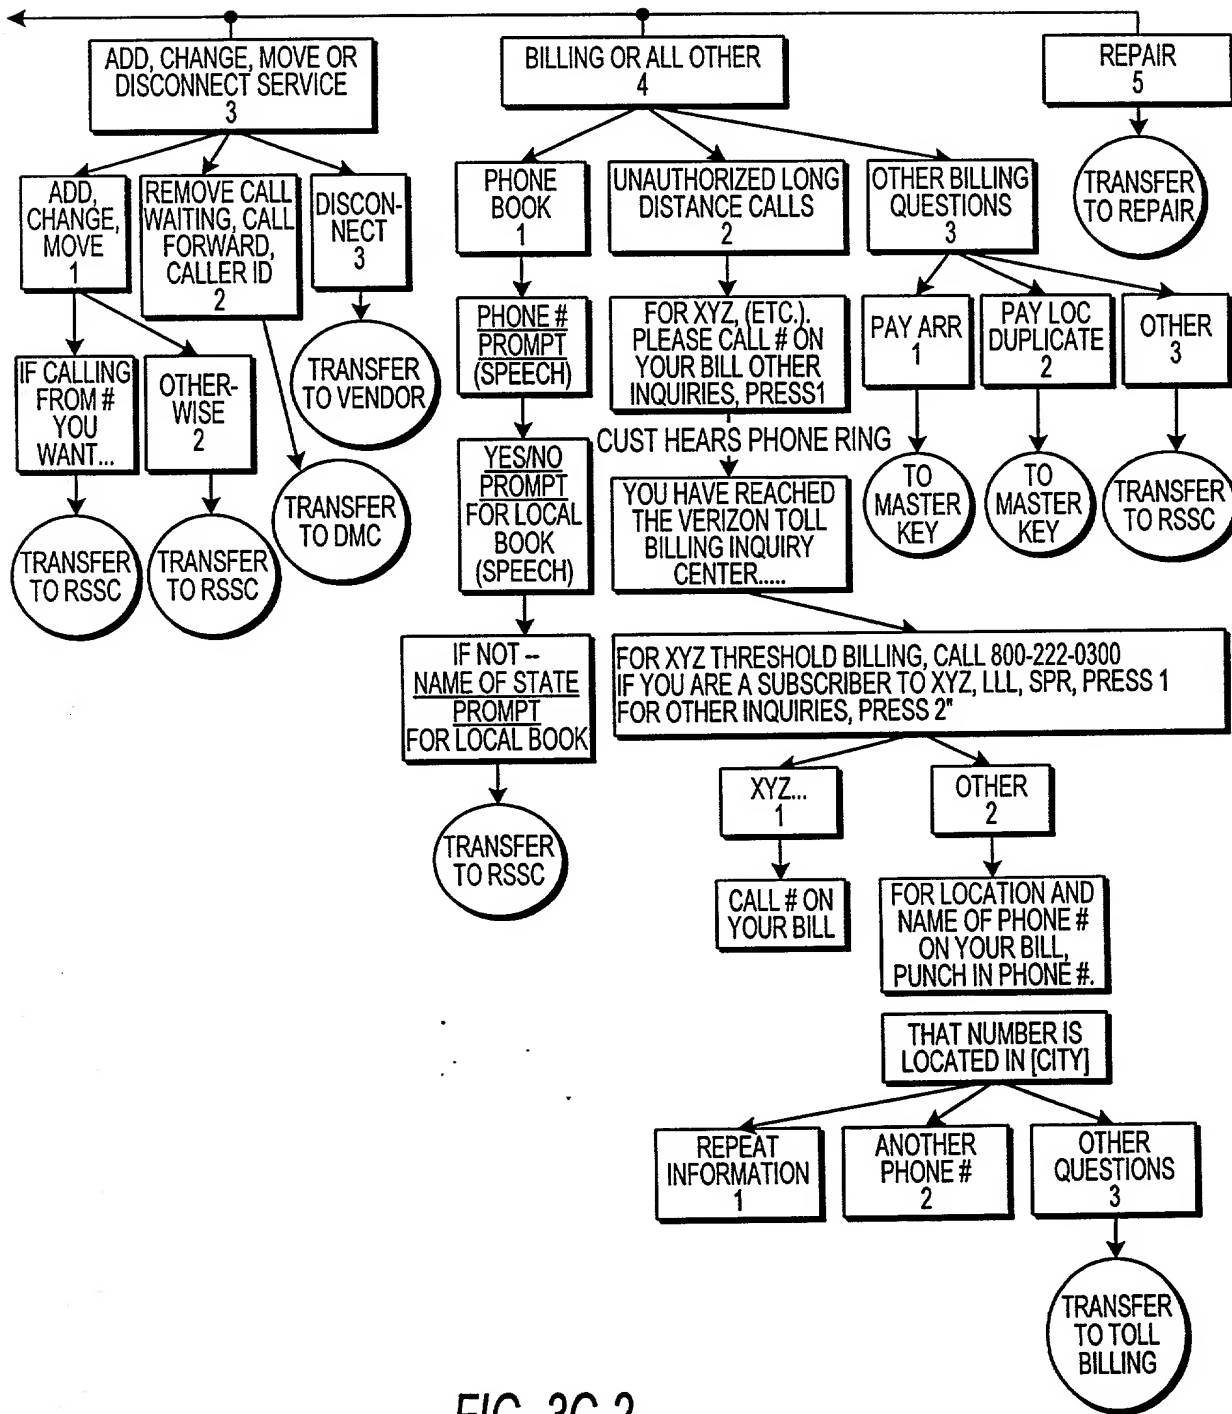 ADD, CHANGE, MOVE OR
DISCONNECT SERVICE
3
BILLING OR ALL OTHER
4
REPAIR
5
ADD,
CHANGE,
MOVE
1
REMOVE CALL
WAITING, CALL
FORWARD,
CALLER ID
2
DISCON-
NECT
3
PHONE
BOOK
1
UNAUTHORIZED LONG
DISTANCE CALLS
2
OTHER BILLING
QUESTIONS
3
TRANSFER
TO REPAIR
IF CALLING
FROM #
YOU
WANT...
OTHER-
WISE
2
TRANSFER
TO VENDOR
PHONE #
PROMPT
(SPEECH)
FOR XYZ, (ETC.).
PLEASE CALL # ON
YOUR BILL OTHER
INQUIRIES, PRESS1
PAY ARR
1
PAY LOC
DUPLICATE
2
OTHER
3
CUST HEARS PHONE RING
TRANSFER
TO RSSC
TRANSFER
TO RSSC
TRANSFER
TO DMC
YES/NO
PROMPT
FOR LOCAL
BOOK
(SPEECH)
YOU HAVE REACHED
THE VERIZON TOLL
BILLING INQUIRY
CENTER.....
TO
MASTER
KEY
TO
MASTER
KEY
TRANSFER
TO RSSC
IF NOT --
NAME OF STATE
PROMPT
FOR LOCAL BOOK
FOR XYZ THRESHOLD BILLING, CALL 800-222-0300
IF YOU ARE A SUBSCRIBER TO XYZ, LLL, SPR, PRESS 1
FOR OTHER INQUIRIES, PRESS 2"
TRANSFER
TO RSSC
XYZ...
1
OTHER
2
CALL # ON
YOUR BILL
FOR LOCATION AND
NAME OF PHONE #
ON YOUR BILL,
PUNCH IN PHONE #.
THAT NUMBER IS
LOCATED IN [CITY]
REPEAT
INFORMATION
1
ANOTHER
PHONE #
2
OTHER
QUESTIONS
3
TRANSFER
TO TOLL
BILLING
FIG. 3C-2